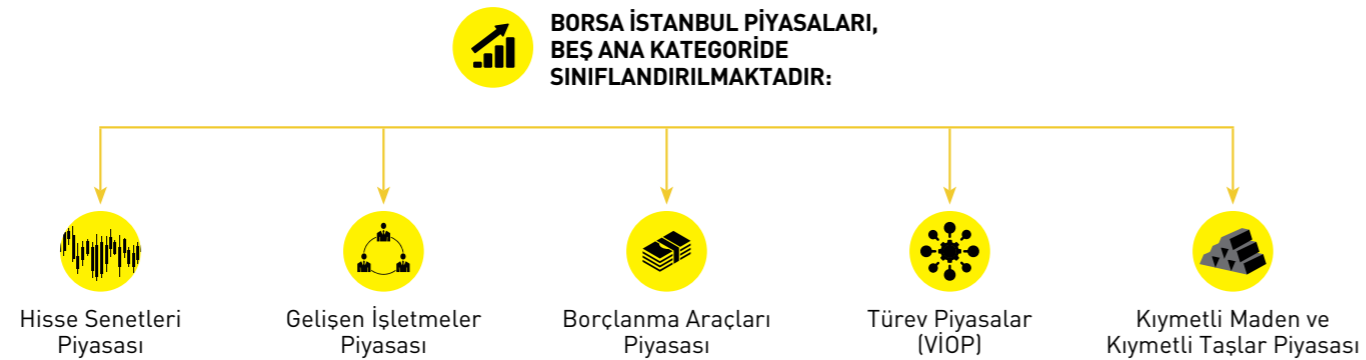 BORSA İSTANBUL PİYASALARI,
BEŞ ANA KATEGORİDE
SINIFLANDIRILMAKTADIR:
Hisse Senetleri
Piyasası
Gelişen İşletmeler
Piyasası
Borçlanma Araçları
Piyasası
Türev Piyasalar
(VİOP)
Kıymetli Maden ve
Kıymetli Taşlar Piyasası